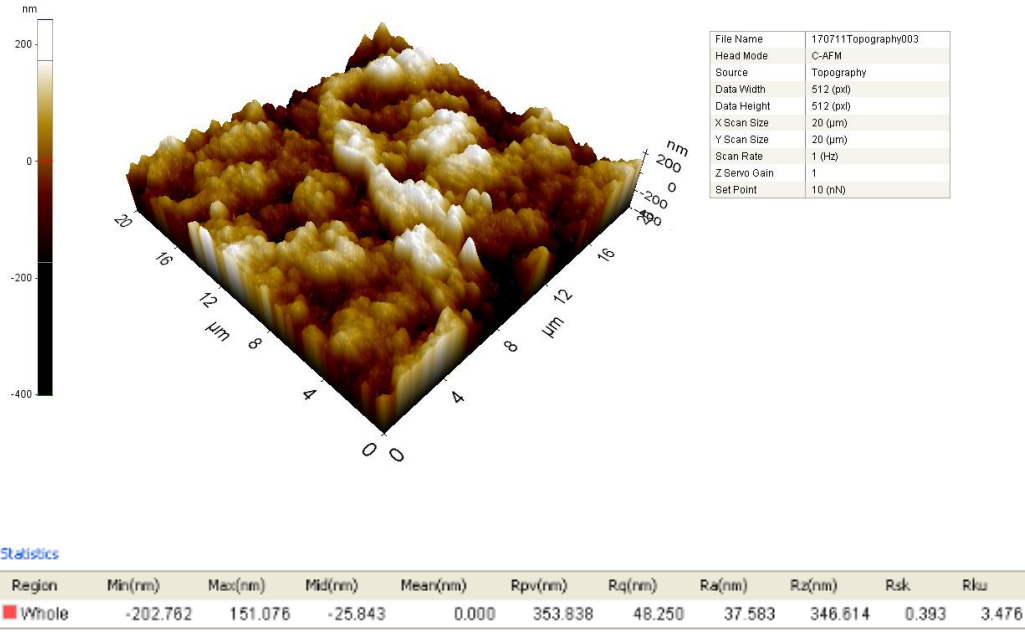 nm
200
0
-200
-400
File Name 170711Topography003
Head Mode C-AFM
Source Topography
Data Width 512 (pxl)
Data Height 512 (pxl)
X Scan Size 20 (µm)
Y Scan Size 20 (µm)
Scan Rate 1 (Hz)
Z Servo Gain 1
Set Point 10 (nN)
nm
200
0
-200
20
16
12
µm
8
4
0
0
4
8
µm
12
16
Statistics
Region Min(nm) Max(nm) Mid(nm) Mean(nm) Rpv(nm) Rq(nm) Ra(nm) Rz(nm) Rsk Rku
Whole -202.762 151.076 -25.843 0.000 353.838 48.250 37.583 346.614 0.393 3.476